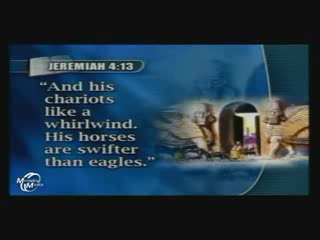 JEREMIAH 4:13
“And his
chariots
like a
whirlwind.
His horses
are swifter
than eagles.”